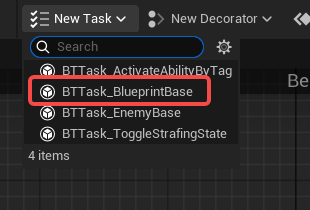 New Task
New Decorator
Search
BTTask_ActivateAbilityByTag
BTTask_BlueprintBase
BTTask_EnemyBase
BTTask_ToggleStrafingState
4 items
Be